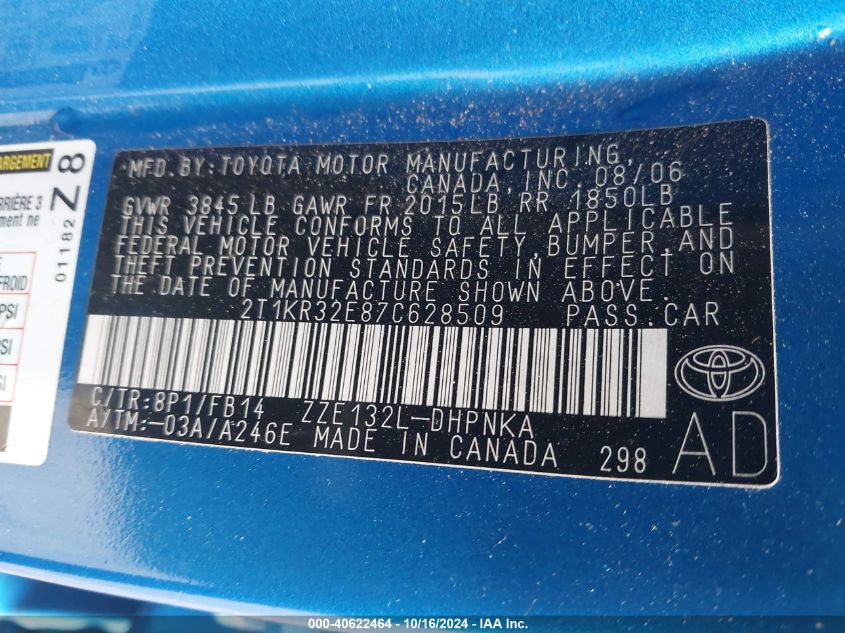 ARGEMENT
RRIÈRE 3
ment ne
FROID
PSI
PSI
SI
01182
Z8
MFD.BY: TOYOTA MOTOR MANUFACTURING,
CANADA, INC. 08/06
GVWR 3845 LB GAWR FR 2015LB RR 1850LB
THIS VEHICLE CONFORMS TO ALL APPLICABLE
FEDERAL MOTOR VEHICLE SAFETY, BUMPER, AND
THEFT PREVENTION STANDARDS IN EFFECT ON
THE DATE OF MANUFACTURE SHOWN ABOVE.
2T1KR32E87C628509 PASS.CAR
C/TR:8P1/FB14 ZZE132L-DHPNKA
A/TM:-03A/A246E MADE IN CANADA 298
AD
000-40622464 - 10/16/2024 - IAA Inc.